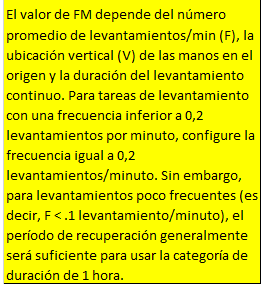 El valor de FM depende del número
promedio de levantamientos/min (F), la
ubicación vertical (V) de las manos en el
origen y la duración del levantamiento
continuo. Para tareas de levantamiento
con una frecuencia inferior a 0,2
levantamientos por minuto, configure la
frecuencia igual a 0,2
levantamientos/minuto. Sin embargo,
para levantamientos poco frecuentes (es
decir, F < .1 levantamiento/minuto), el
período de recuperación generalmente
será suficiente para usar la categoría de
duración de 1 hora.